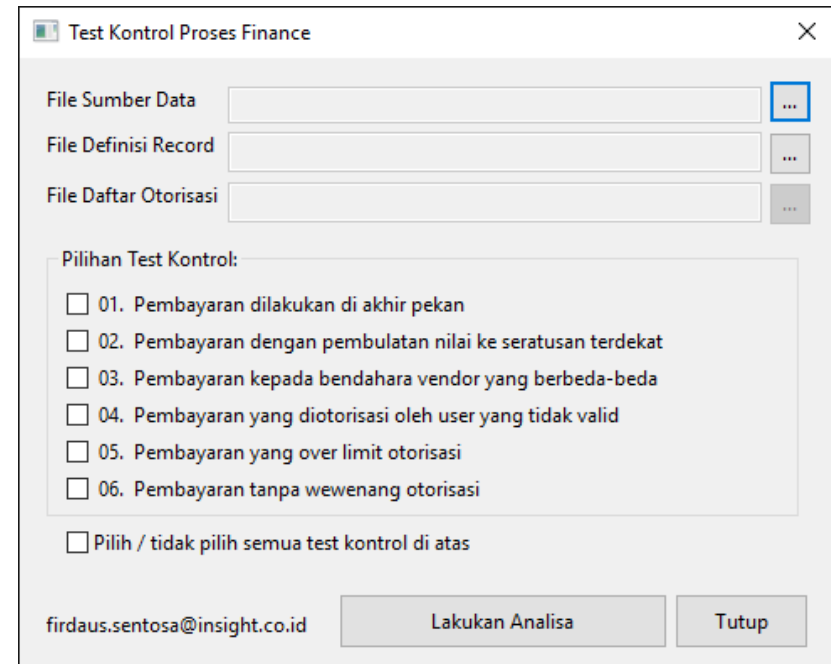 Test Kontrol Proses Finance
File Sumber Data
...
File Definisi Record
...
File Daftar Otorisasi
...
Pilihan Test Kontrol:
01. Pembayaran dilakukan di akhir pekan
02. Pembayaran dengan pembulatan nilai ke seratusan terdekat
03. Pembayaran kepada bendahara vendor yang berbeda-beda
04. Pembayaran yang diotorisasi oleh user yang tidak valid
05. Pembayaran yang over limit otorisasi
06. Pembayaran tanpa wewenang otorisasi
Pilih / tidak pilih semua test kontrol di atas
firdaus.sentosa@insight.co.id
Lakukan Analisa
Tutup